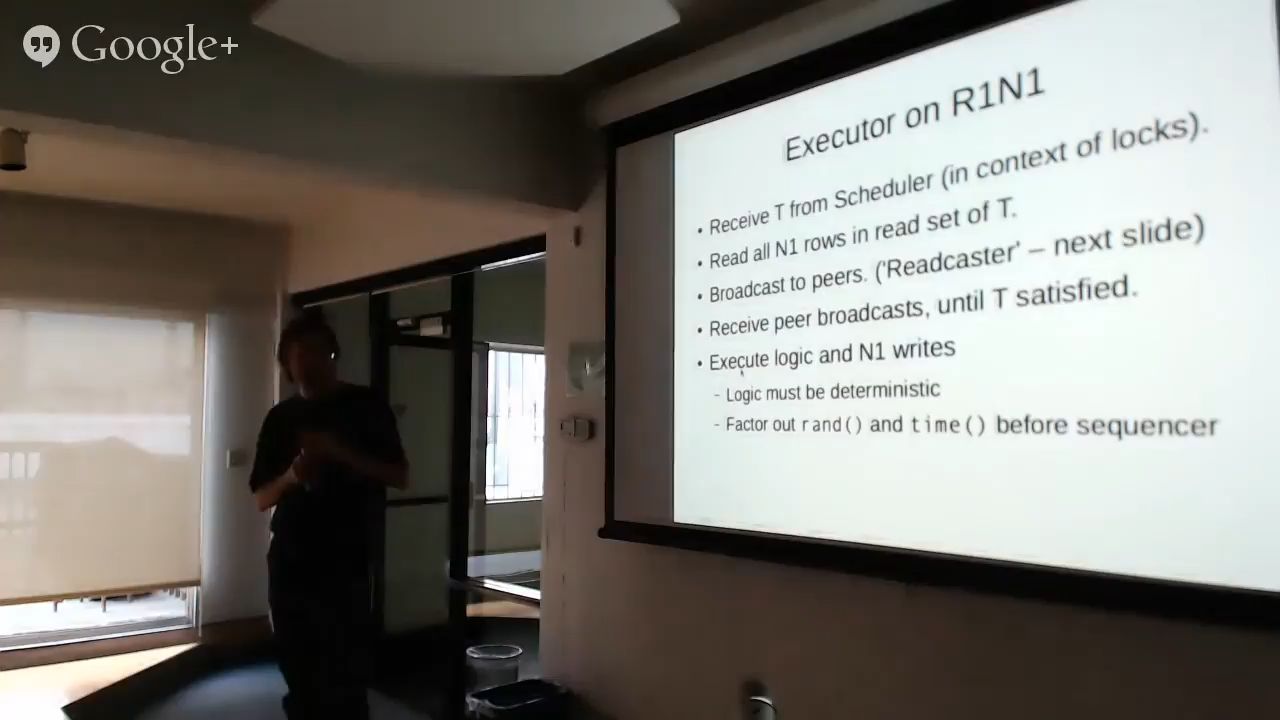 Google+
Executor on R1N1
• Receive T from Scheduler (in context of locks).
• Read all N1 rows in read set of T.
• Broadcast to peers. ('Readcaster' – next slide)
• Receive peer broadcasts, until T satisfied.
• Execute logic and N1 writes
- Logic must be deterministic
- Factor out rand() and time() before sequencer